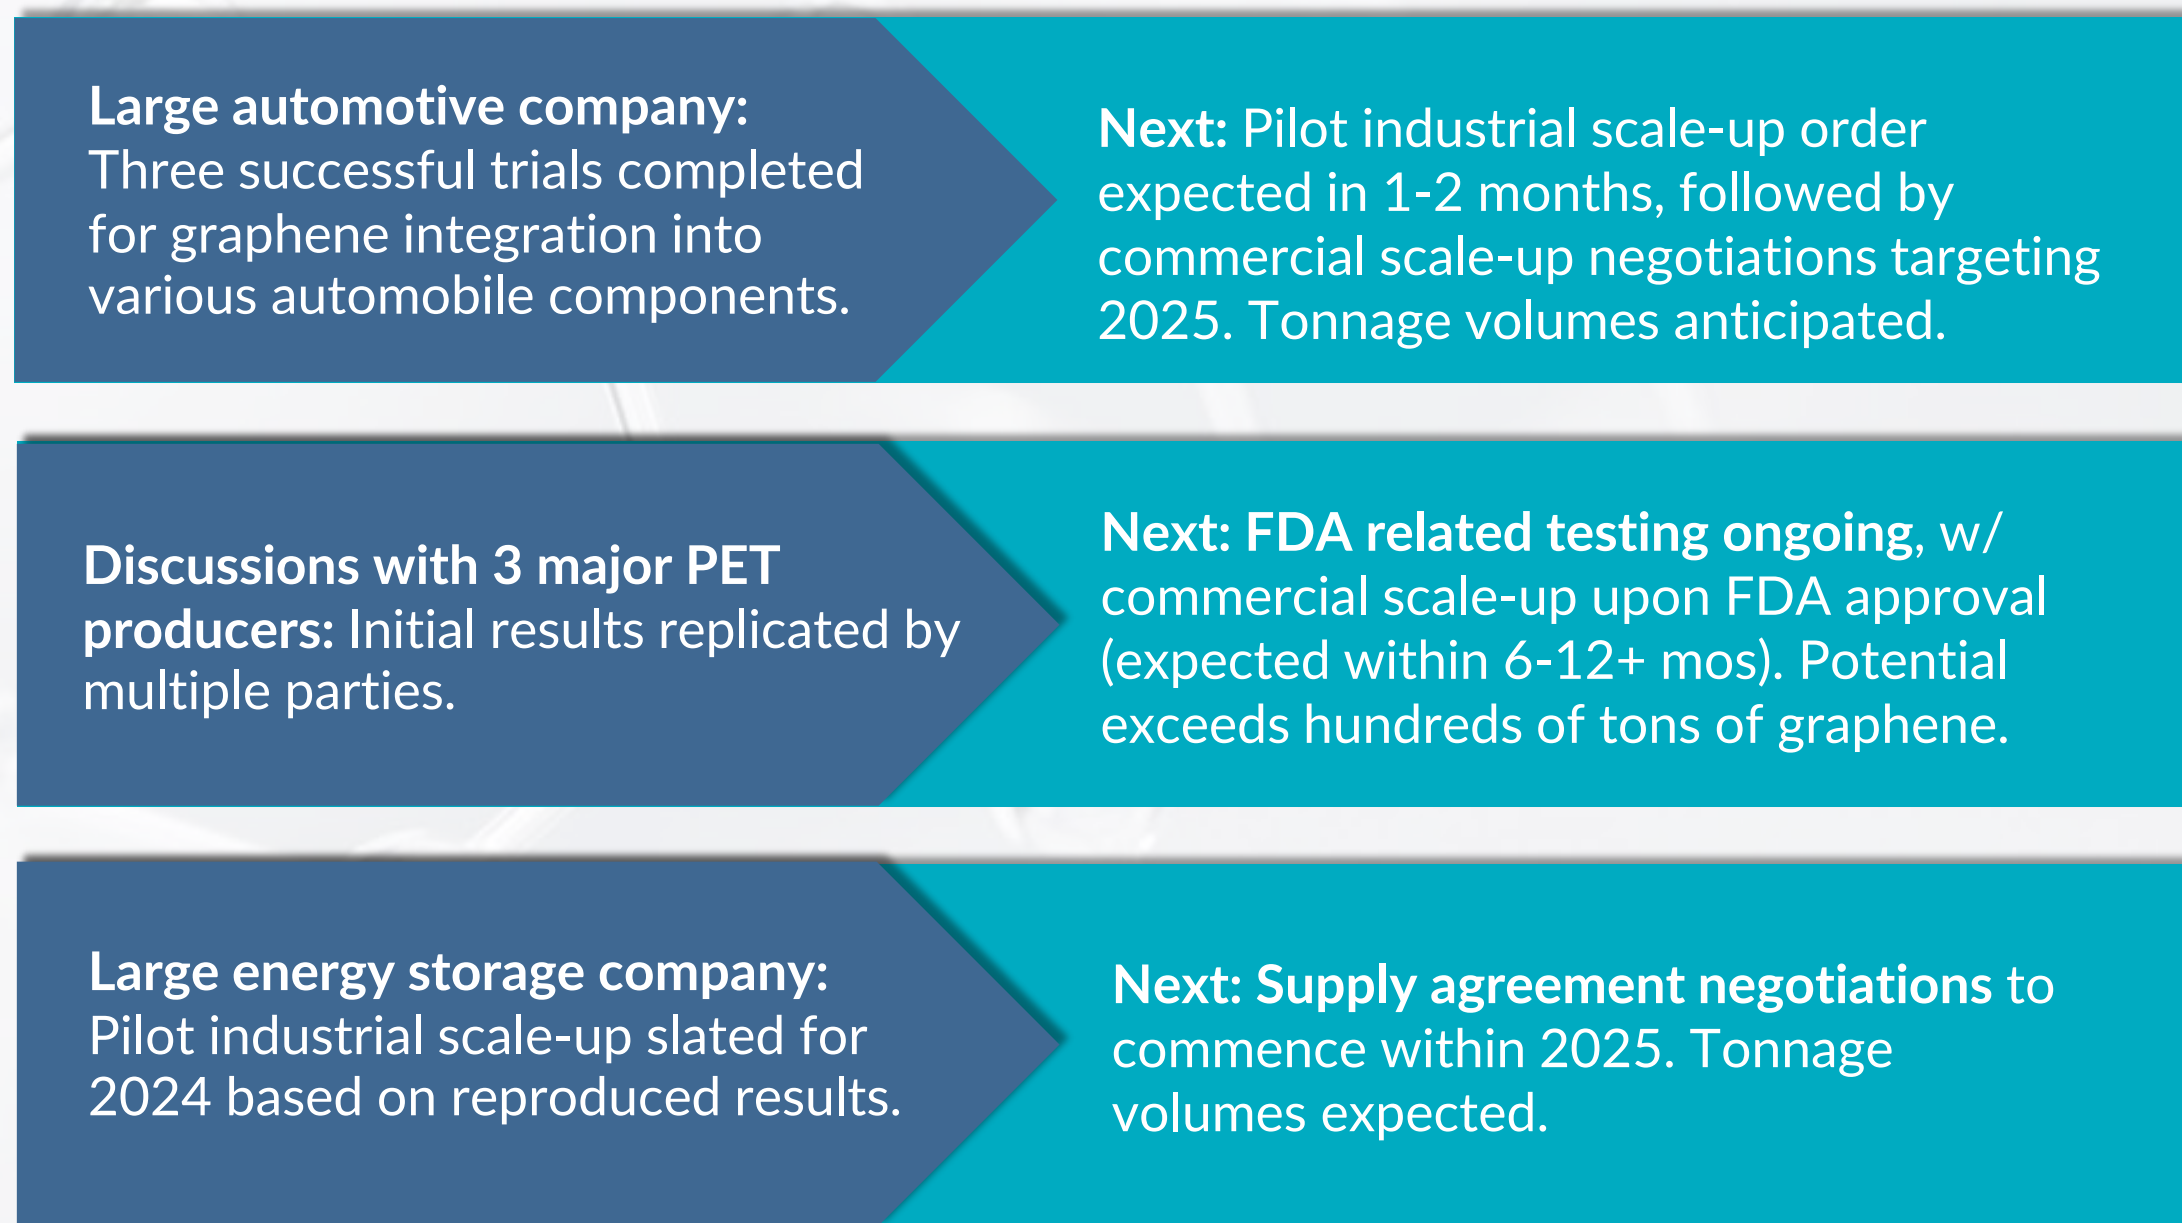 Large automotive company:
Three successful trials completed
for graphene integration into
various automobile components.
Next: Pilot industrial scale-up order
expected in 1-2 months, followed by
commercial scale-up negotiations targeting
2025. Tonnage volumes anticipated.
Discussions with 3 major PET
producers: Initial results replicated by
multiple parties.
Next: FDA related testing ongoing, w/
commercial scale-up upon FDA approval
(expected within 6-12+ mos). Potential
exceeds hundreds of tons of graphene.
Large energy storage company:
Pilot industrial scale-up slated for
2024 based on reproduced results.
Next: Supply agreement negotiations to
commence within 2025. Tonnage
volumes expected.